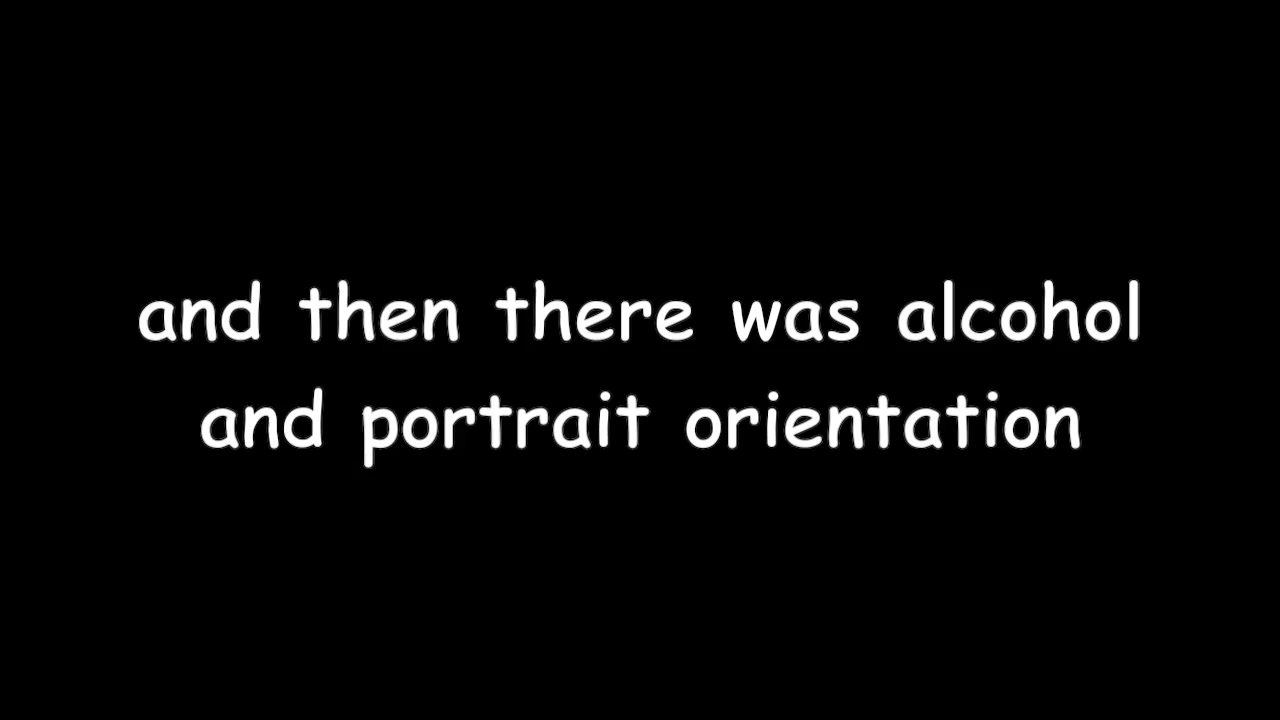 and then there was alcohol
and portrait orientation